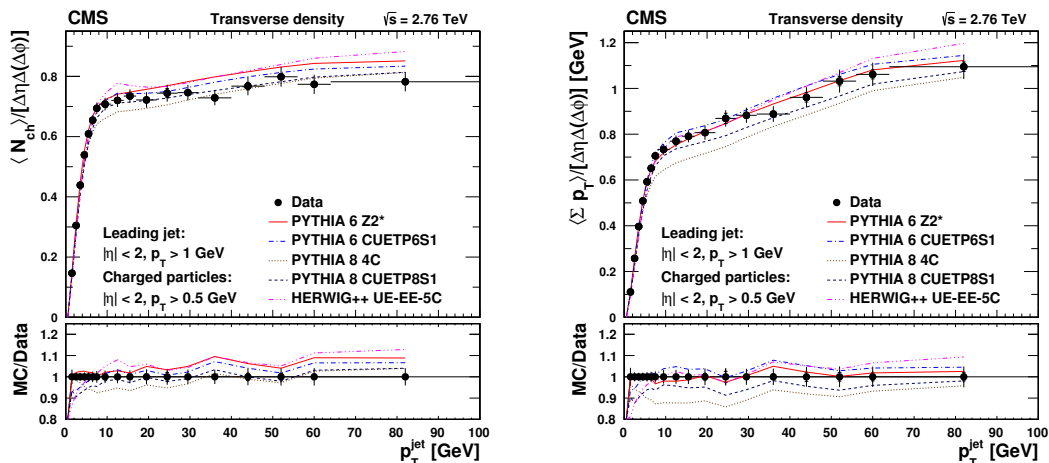 CMS Transverse density √s = 2.76 TeV
⟨ N_ch⟩/[ΔηΔ(Δϕ)]
0.8
0.6
0.4
0.2
0
Data
PYTHIA 6 Z2*
PYTHIA 6 CUETP6S1
PYTHIA 8 4C
PYTHIA 8 CUETP8S1
HERWIG++ UE-EE-5C
Leading jet:
|η| < 2, p_T > 1 GeV
Charged particles:
|η| < 2, p_T > 0.5 GeV
MC/Data
1.2
1.1
1
0.9
0.8
0 10 20 30 40 50 60 70 80 90 100
p_T^jet [GeV]
CMS Transverse density √s = 2.76 TeV
⟨Σ p_T⟩/[ΔηΔ(Δϕ)] [GeV]
1.2
1
0.8
0.6
0.4
0.2
0
Data
PYTHIA 6 Z2*
PYTHIA 6 CUETP6S1
PYTHIA 8 4C
PYTHIA 8 CUETP8S1
HERWIG++ UE-EE-5C
Leading jet:
|η| < 2, p_T > 1 GeV
Charged particles:
|η| < 2, p_T > 0.5 GeV
MC/Data
1.2
1.1
1
0.9
0.8
0 10 20 30 40 50 60 70 80 90 100
p_T^jet [GeV]